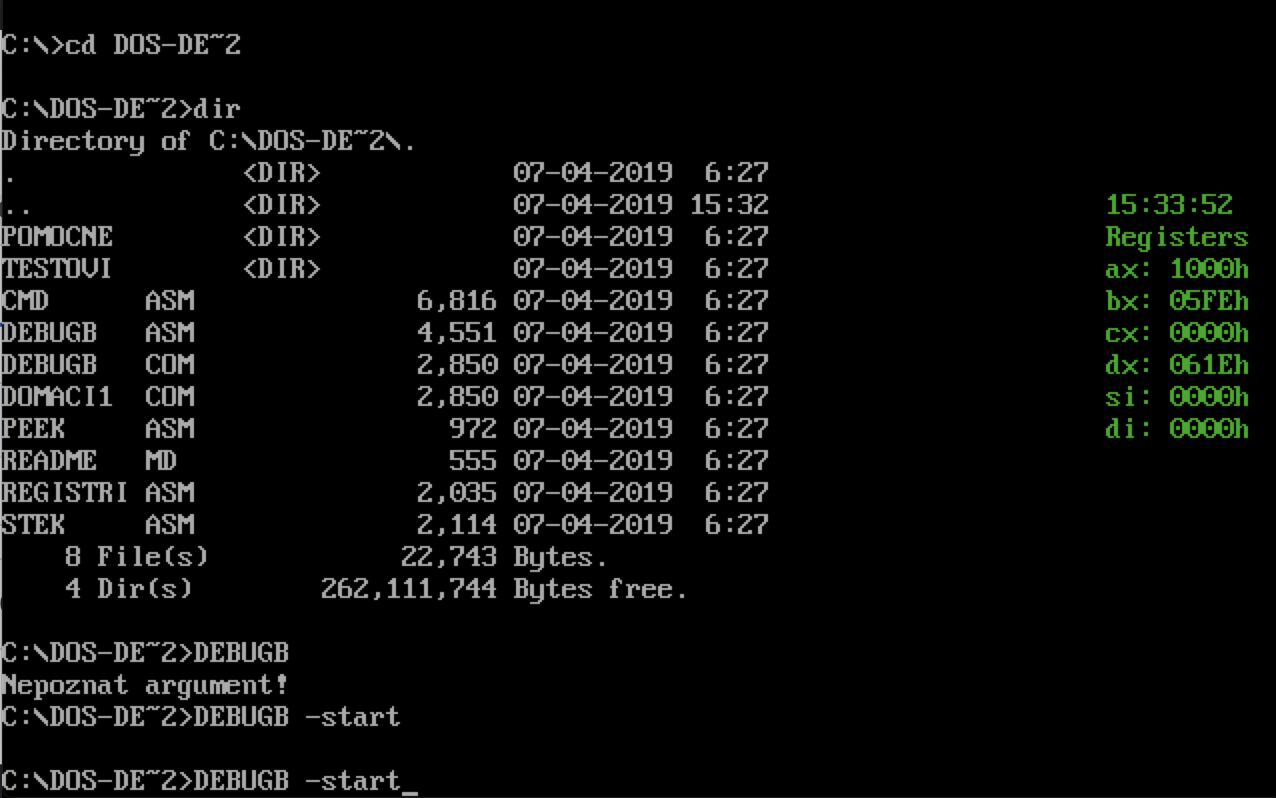 C:\>cd DOS-DE~2
C:\DOS-DE~2>dir
Directory of C:\DOS-DE~2\.
. <DIR> 07-04-2019 6:27
.. <DIR> 07-04-2019 15:32
POMOCNE <DIR> 07-04-2019 6:27
TESTOVI <DIR> 07-04-2019 6:27
CMD ASM 6,816 07-04-2019 6:27
DEBUGB ASM 4,551 07-04-2019 6:27
DEBUGB COM 2,850 07-04-2019 6:27
DOMACI1 COM 2,850 07-04-2019 6:27
PEEK ASM 972 07-04-2019 6:27
README MD 555 07-04-2019 6:27
REGISTRI ASM 2,035 07-04-2019 6:27
STEK ASM 2,114 07-04-2019 6:27
8 File(s) 22,743 Bytes.
4 Dir(s) 262,111,744 Bytes free.
C:\DOS-DE~2>DEBUGB
Nepoznat argument!
C:\DOS-DE~2>DEBUGB -start
C:\DOS-DE~2>DEBUGB -start_
15:33:52
Registers
ax: 1000h
bx: 05FEh
cx: 0000h
dx: 061Eh
si: 0000h
di: 0000h